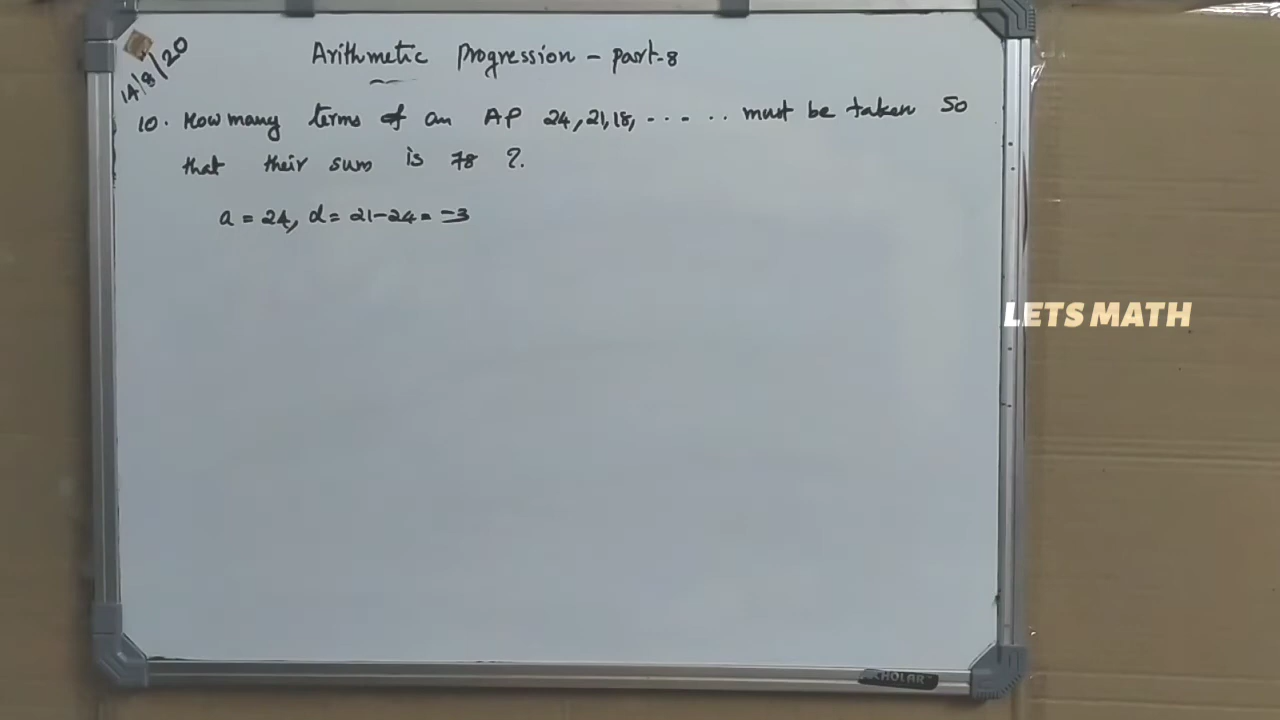 14/8/20
Arithmetic Progression - part-8
10. How many terms of an AP 24, 21, 18, ...... must be taken so
that their sum is 78 ?.
a = 24, d = 21-24 = -3
LETS MATH
SCHOLAR